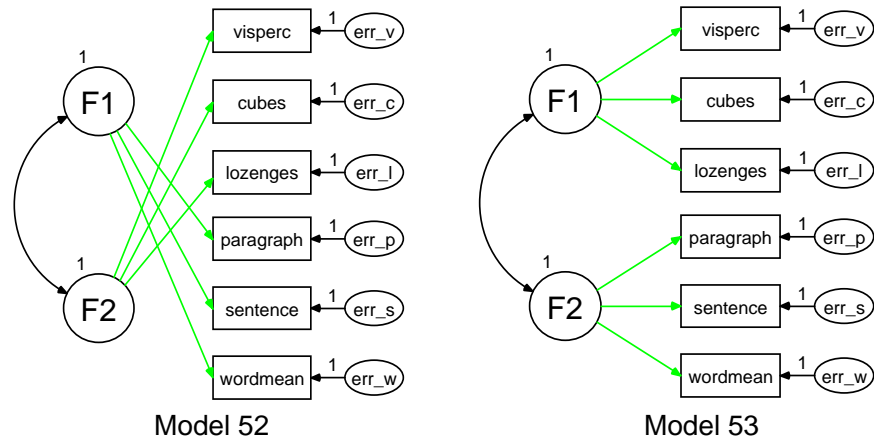 1
F1
1
F2
visperc
1
err_v
cubes
1
err_c
lozenges
1
err_l
paragraph
1
err_p
sentence
1
err_s
wordmean
1
err_w
Model 52
1
F1
1
F2
visperc
1
err_v
cubes
1
err_c
lozenges
1
err_l
paragraph
1
err_p
sentence
1
err_s
wordmean
1
err_w
Model 53